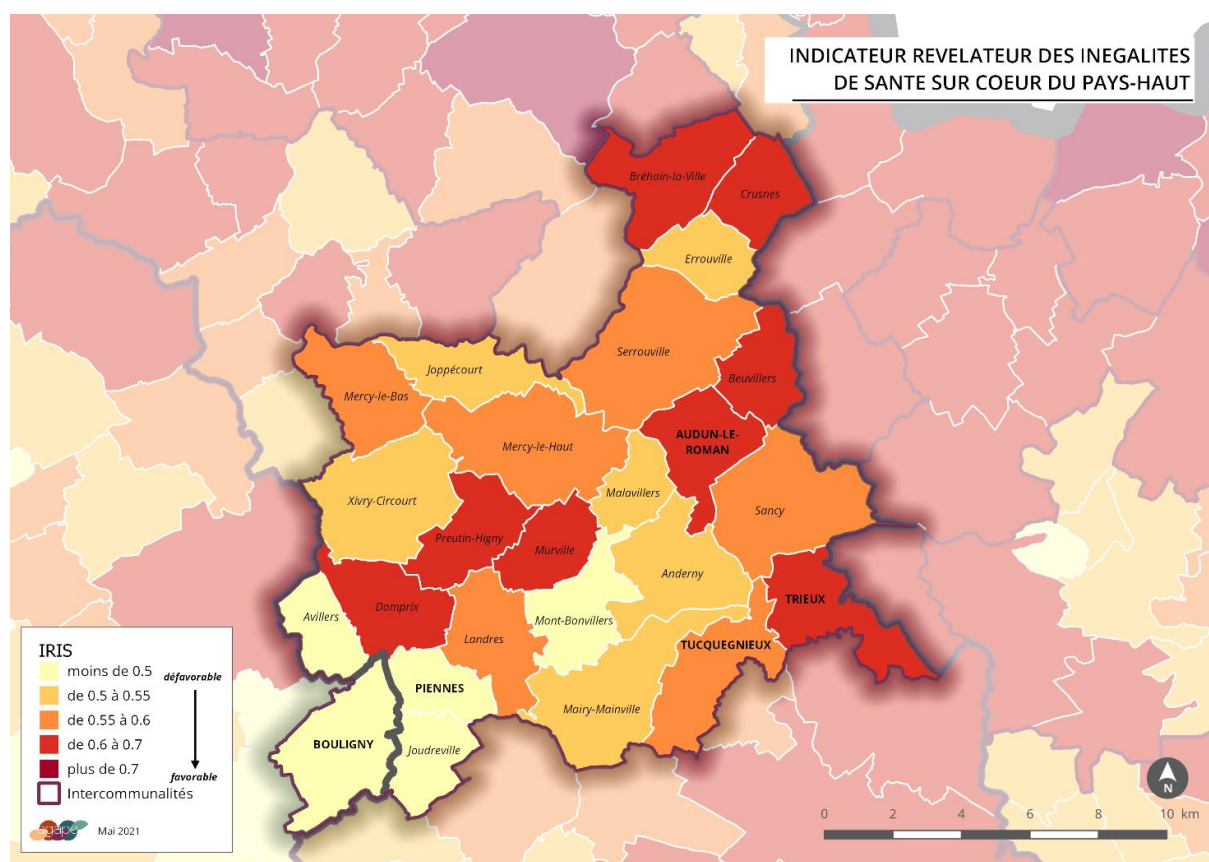 INDICATEUR REVELATEUR DES INEGALITES
DE SANTE SUR COEUR DU PAYS-HAUT
Bréhain-la-Ville
Crusnes
Errouville
Serrouville
Joppécourt
Beuvillers
Mercy-le-Bas
AUDUN-LE-
ROMAN
Mercy-le-Haut
Malavillers
Xivry-Circourt
Sancy
Preutin-Higny
Murville
Anderny
TRIEUX
Domprix
Avillers
Mont-Bonvillers
Landres
TUCQUEGNIEUX
PIENNES
Mairy-Mainville
BOULIGNY
Joudreville
IRIS
moins de 0.5
défavorable
de 0.5 à 0.55
de 0.55 à 0.6
de 0.6 à 0.7
plus de 0.7
favorable
Intercommunalités
agape
Mai 2021
N
0 2 4 6 8 10 km